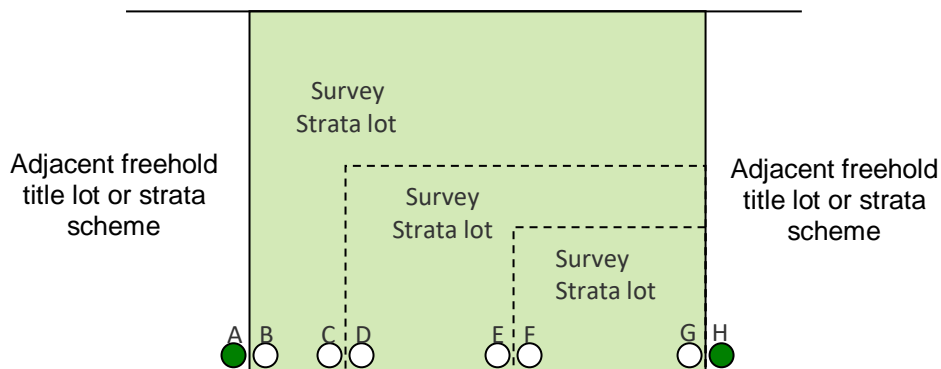 Survey
Strata lot
Adjacent freehold
title lot or strata
scheme
Survey
Strata lot
Adjacent freehold
title lot or strata
scheme
Survey
Strata lot
A B C D E F G H